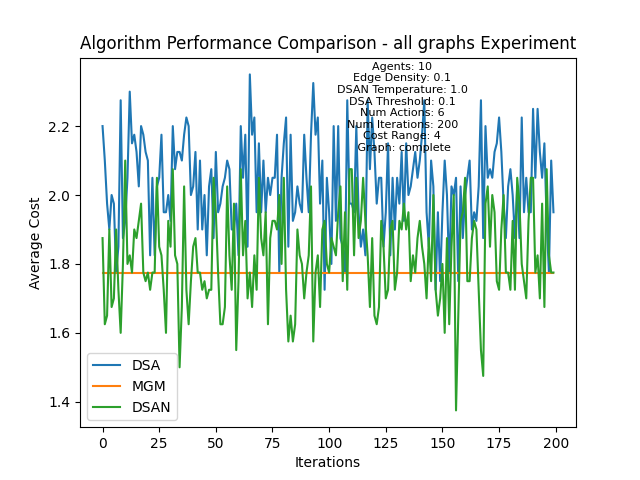 Algorithm Performance Comparison - all graphs Experiment
Agents: 10
Edge Density: 0.1
DSAN Temperature: 1.0
DSA Threshold: 0.1
Num Actions: 6
Num Iterations: 200
Cost Range: 4
Graph: complete
Average Cost
2.2
2.0
1.8
1.6
1.4
DSA
MGM
DSAN
0
25
50
75
100
125
150
175
200
Iterations